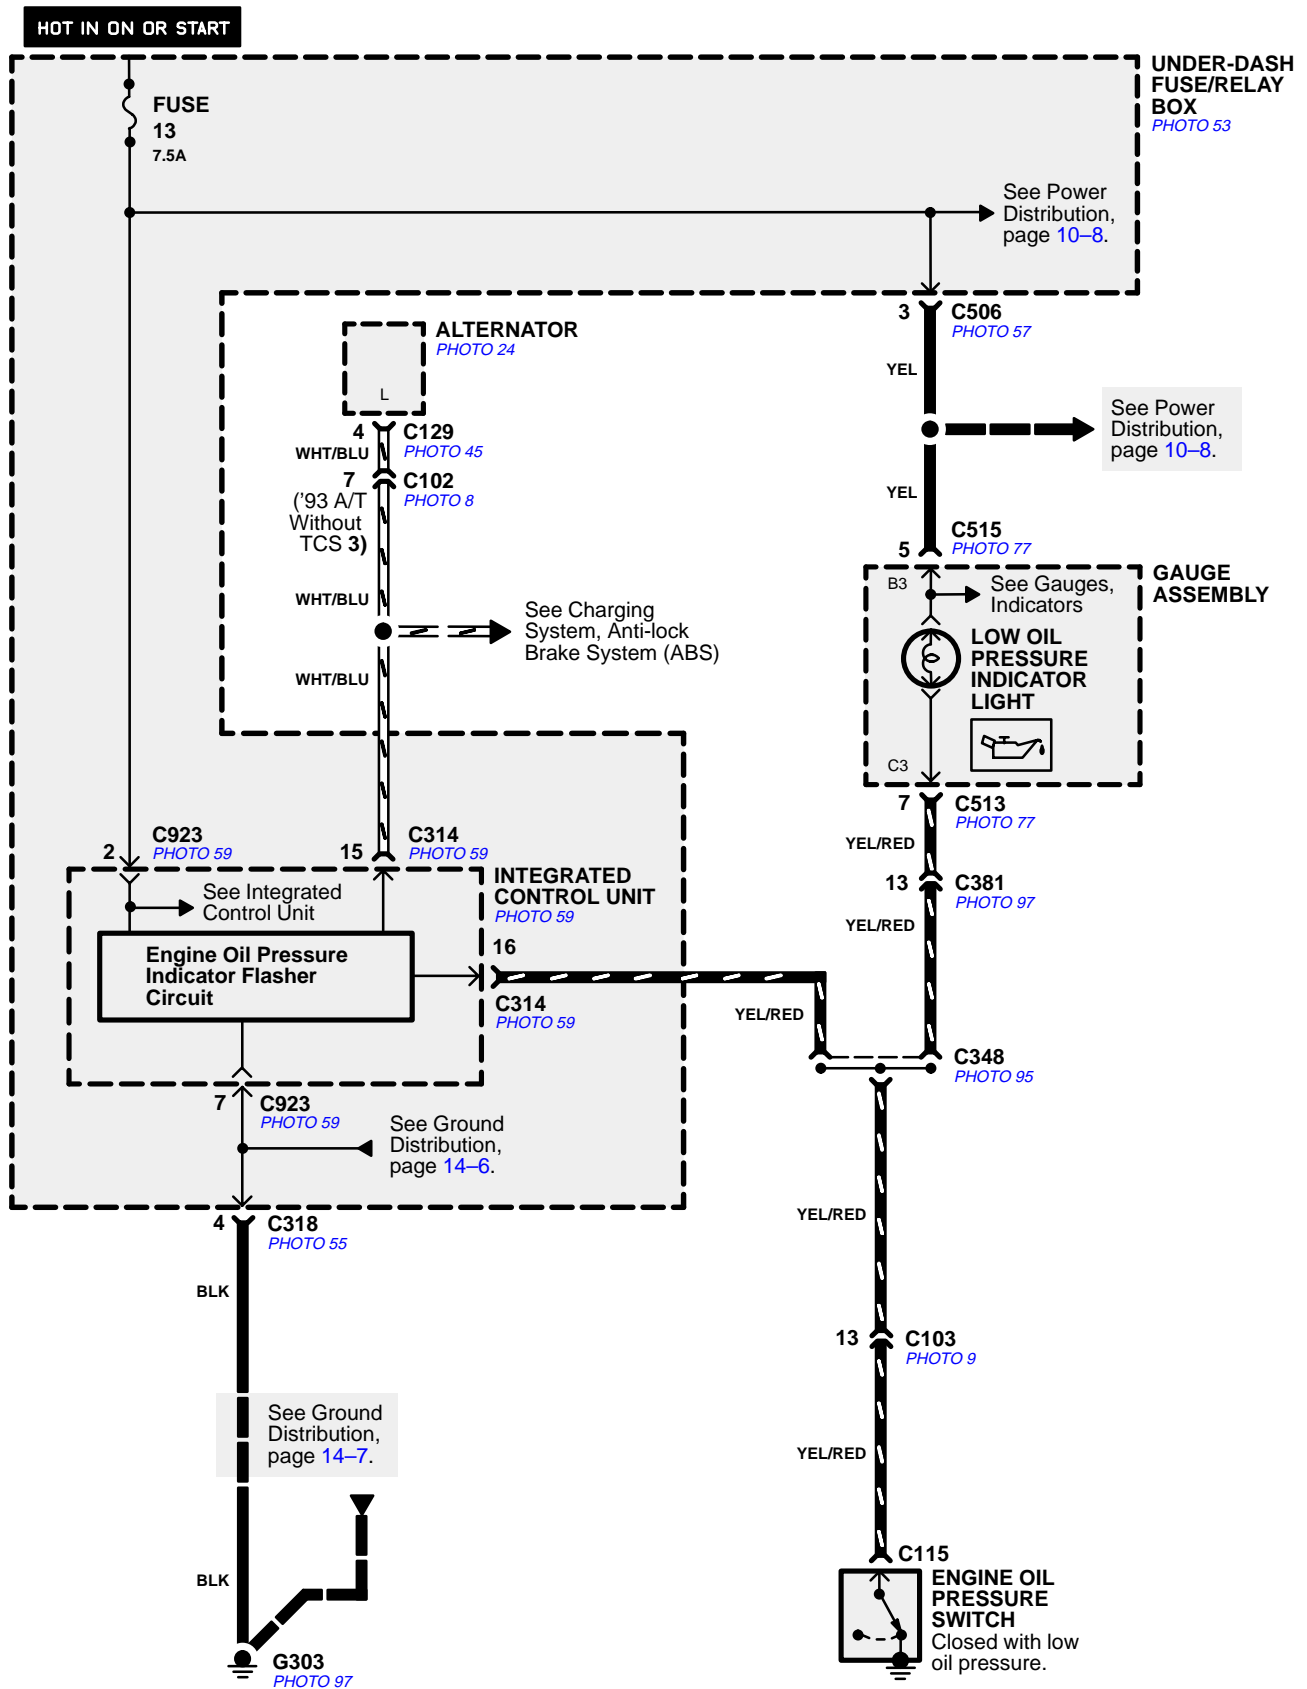 HOT IN ON OR START
UNDER-DASH
FUSE/RELAY
BOX
PHOTO 53
FUSE
13
7.5A
See Power
Distribution,
page 10–8.
3
C506
PHOTO 57
YEL
See Power
Distribution,
page 10–8.
YEL
5
C515
PHOTO 77
ALTERNATOR
PHOTO 24
L
4
C129
PHOTO 45
WHT/BLU
7
C102
PHOTO 8
('93 A/T
Without
TCS 3)
WHT/BLU
See Charging
System, Anti-lock
Brake System (ABS)
WHT/BLU
GAUGE
ASSEMBLY
B3
See Gauges,
Indicators
LOW OIL
PRESSURE
INDICATOR
LIGHT
C3
7
C513
PHOTO 77
YEL/RED
13
C381
PHOTO 97
YEL/RED
2
C923
PHOTO 59
15
C314
PHOTO 59
INTEGRATED
CONTROL UNIT
PHOTO 59
See Integrated
Control Unit
Engine Oil Pressure
Indicator Flasher
Circuit
16
C314
PHOTO 59
YEL/RED
C348
PHOTO 95
7
C923
PHOTO 59
See Ground
Distribution,
page 14–6.
4
C318
PHOTO 55
BLK
YEL/RED
13
C103
PHOTO 9
See Ground
Distribution,
page 14–7.
YEL/RED
BLK
G303
PHOTO 97
C115
ENGINE OIL
PRESSURE
SWITCH
Closed with low
oil pressure.